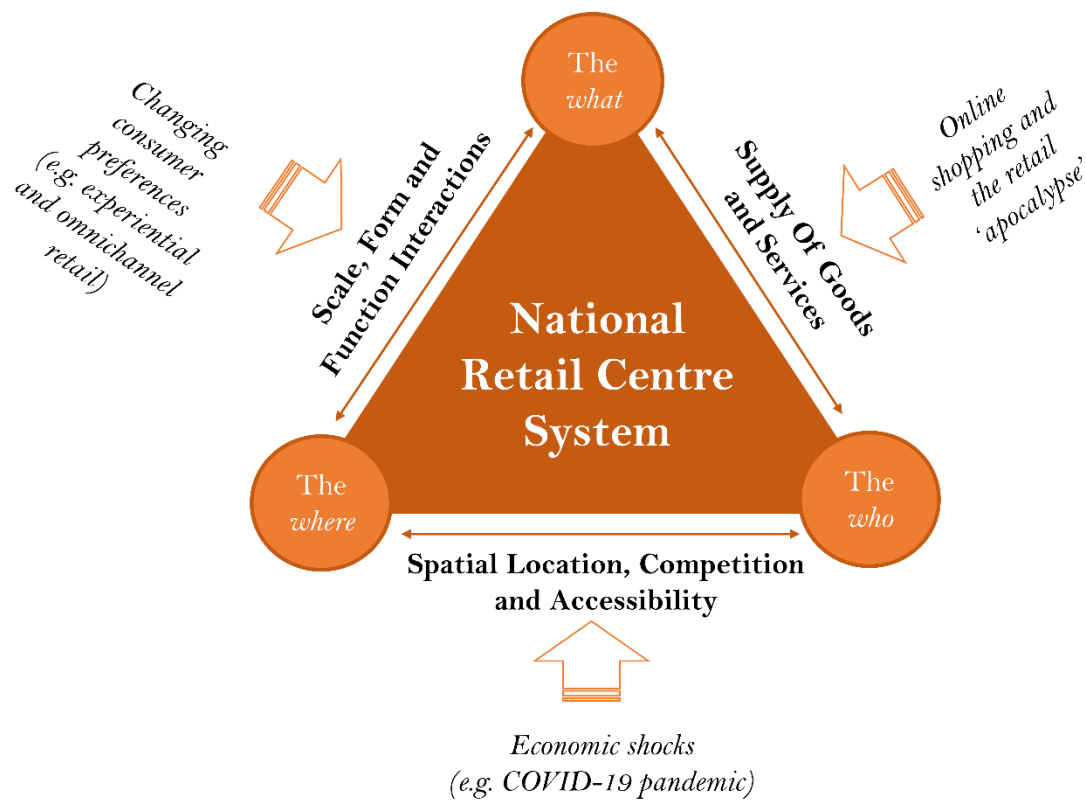 The
what
Changing
consumer
preferences
(e.g. experiential
and omnichannel
retail)
Scale, Form and
Function Interactions
Supply Of Goods
and Services
Online
shopping and
the retail
‘apocalypse’
National
Retail Centre
System
The
where
The
who
Spatial Location, Competition
and Accessibility
Economic shocks
(e.g. COVID-19 pandemic)